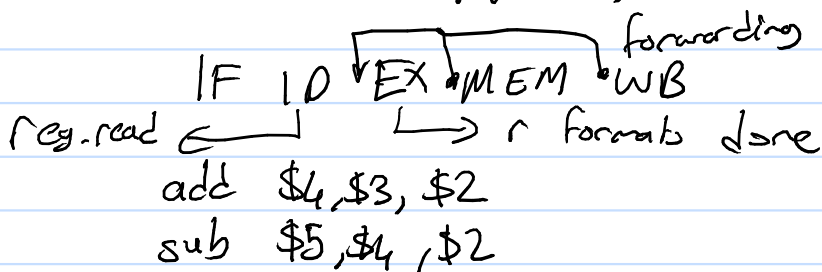 forwarding
IF ID EX MEM WB
reg.read r formats done
add $4,$3, $2
sub $5,$4,$2